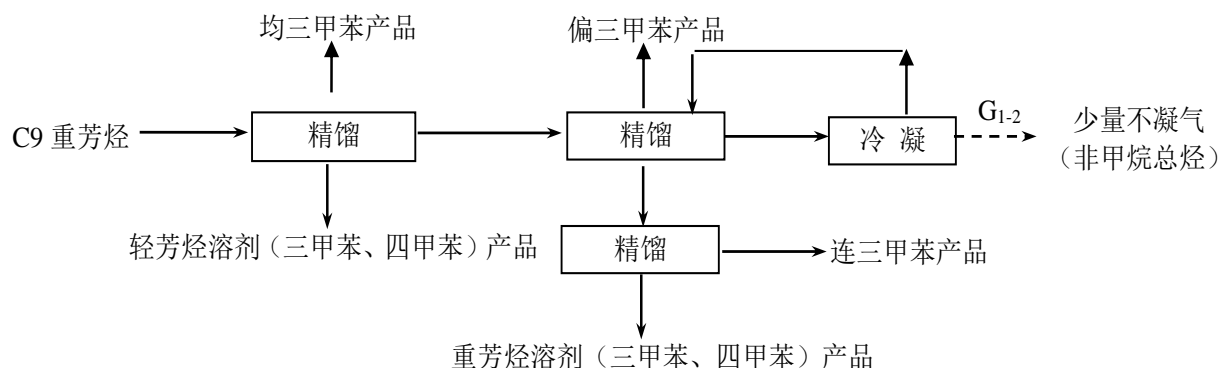 均三甲苯产品
偏三甲苯产品
C9 重芳烃
精馏
精馏
冷 凝
G1-2
少量不凝气
（非甲烷总烃）
轻芳烃溶剂（三甲苯、四甲苯）产品
精馏
连三甲苯产品
重芳烃溶剂（三甲苯、四甲苯）产品